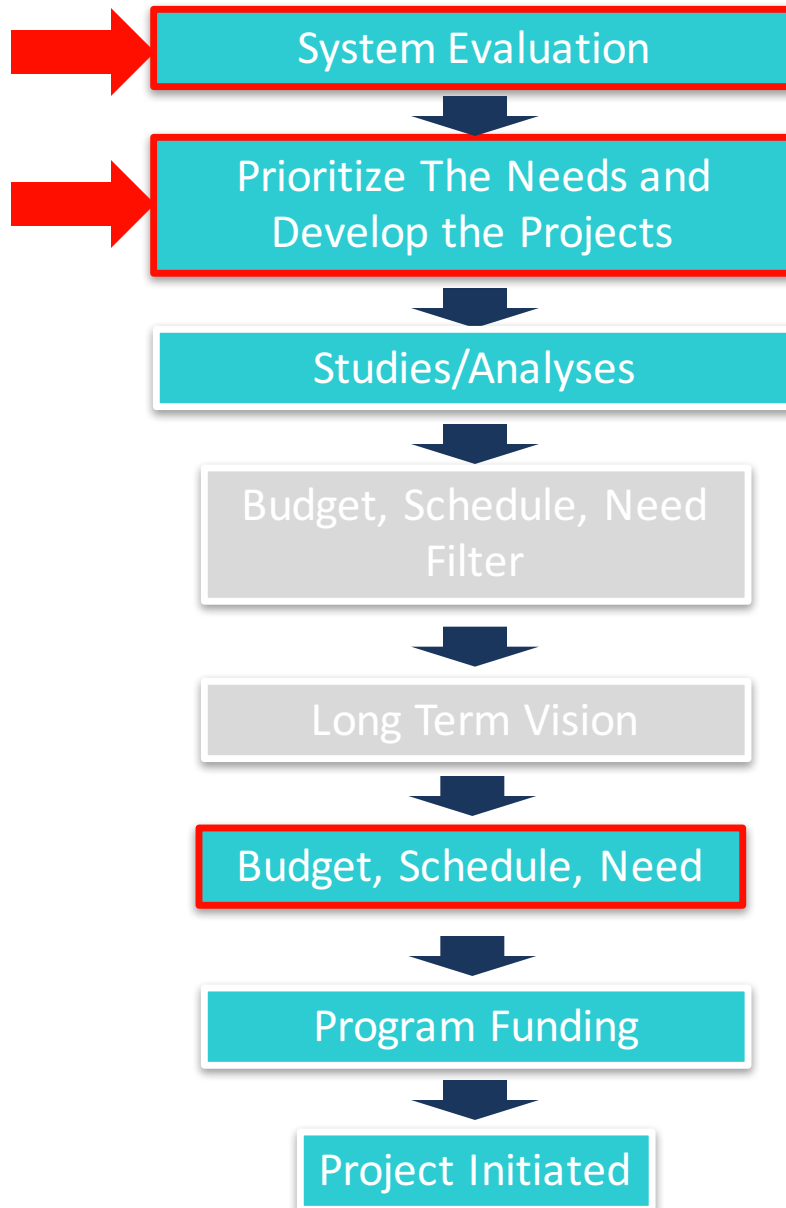 System Evaluation
Prioritize The Needs and
Develop the Projects
Studies/Analyses
Budget, Schedule, Need
Filter
Long Term Vision
Budget, Schedule, Need
Program Funding
Project Initiated